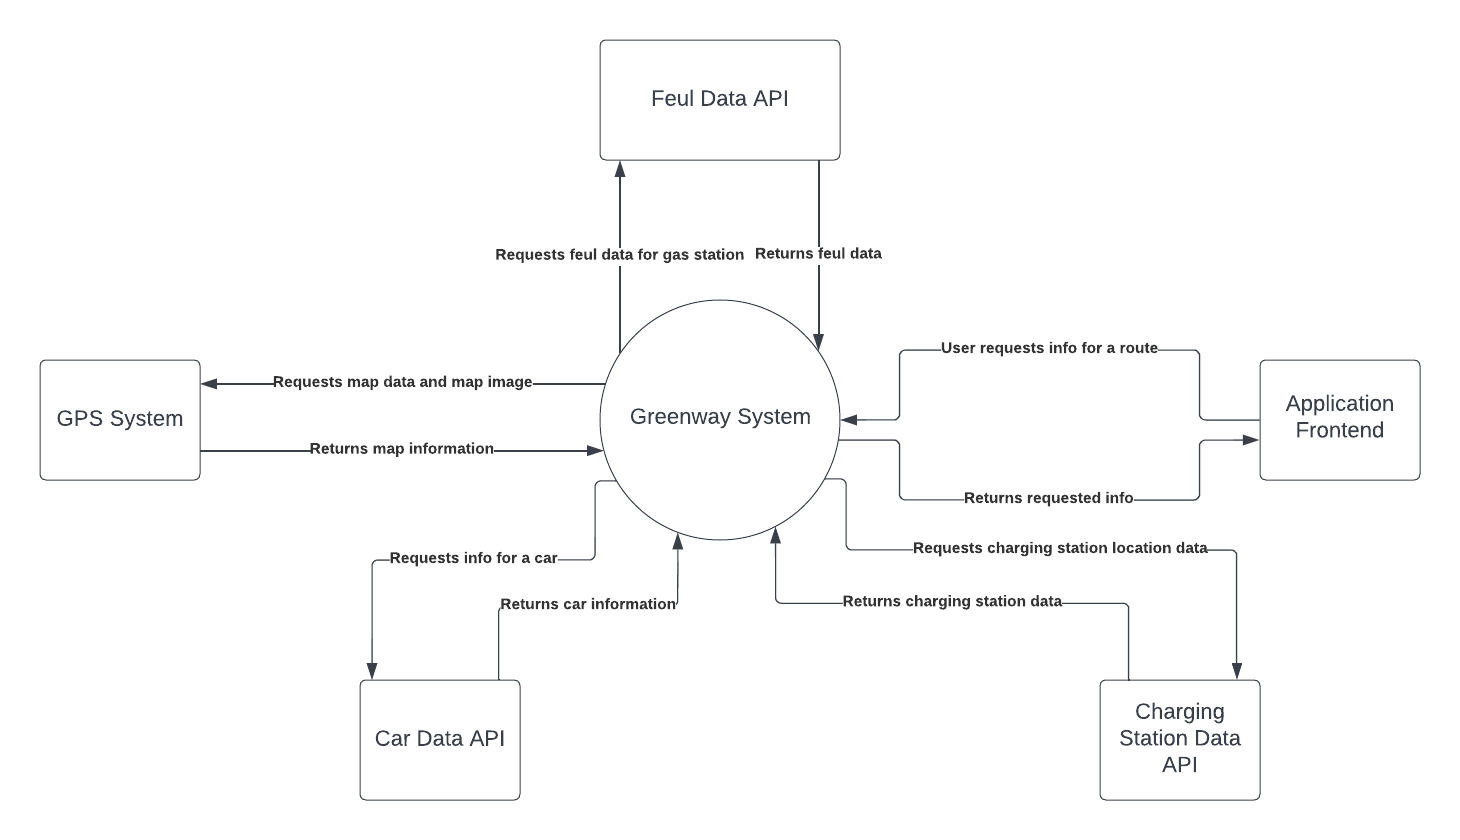 Feul Data API
Requests feul data for gas station
Returns feul data
User requests info for a route
Requests map data and map image
GPS System
Greenway System
Application
Frontend
Returns map information
Returns requested info
Requests info for a car
Requests charging station location data
Returns car information
Returns charging station data
Car Data API
Charging
Station Data
API